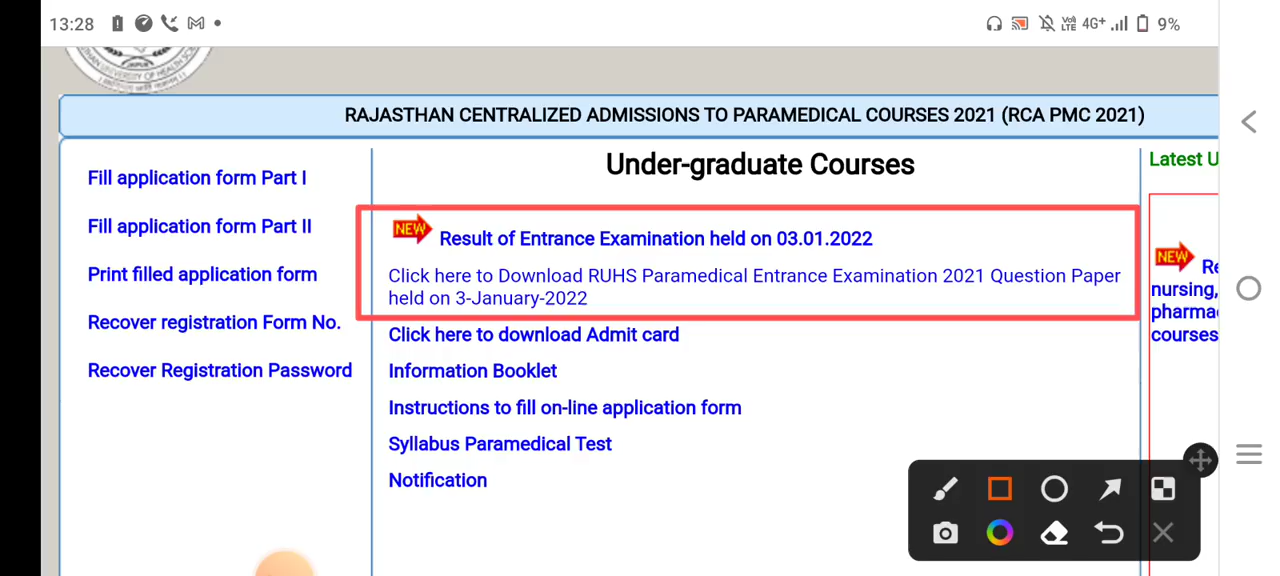 13:28
VoLTE 4G+ 9%
RAJASTHAN CENTRALIZED ADMISSIONS TO PARAMEDICAL COURSES 2021 (RCA PMC 2021)
Fill application form Part I
Fill application form Part II
Print filled application form
Recover registration Form No.
Recover Registration Password
Under-graduate Courses
NEW Result of Entrance Examination held on 03.01.2022
Click here to Download RUHS Paramedical Entrance Examination 2021 Question Paper
held on 3-January-2022
Click here to download Admit card
Information Booklet
Instructions to fill on-line application form
Syllabus Paramedical Test
Notification
Latest U
NEW Re
nursing,
pharma
courses